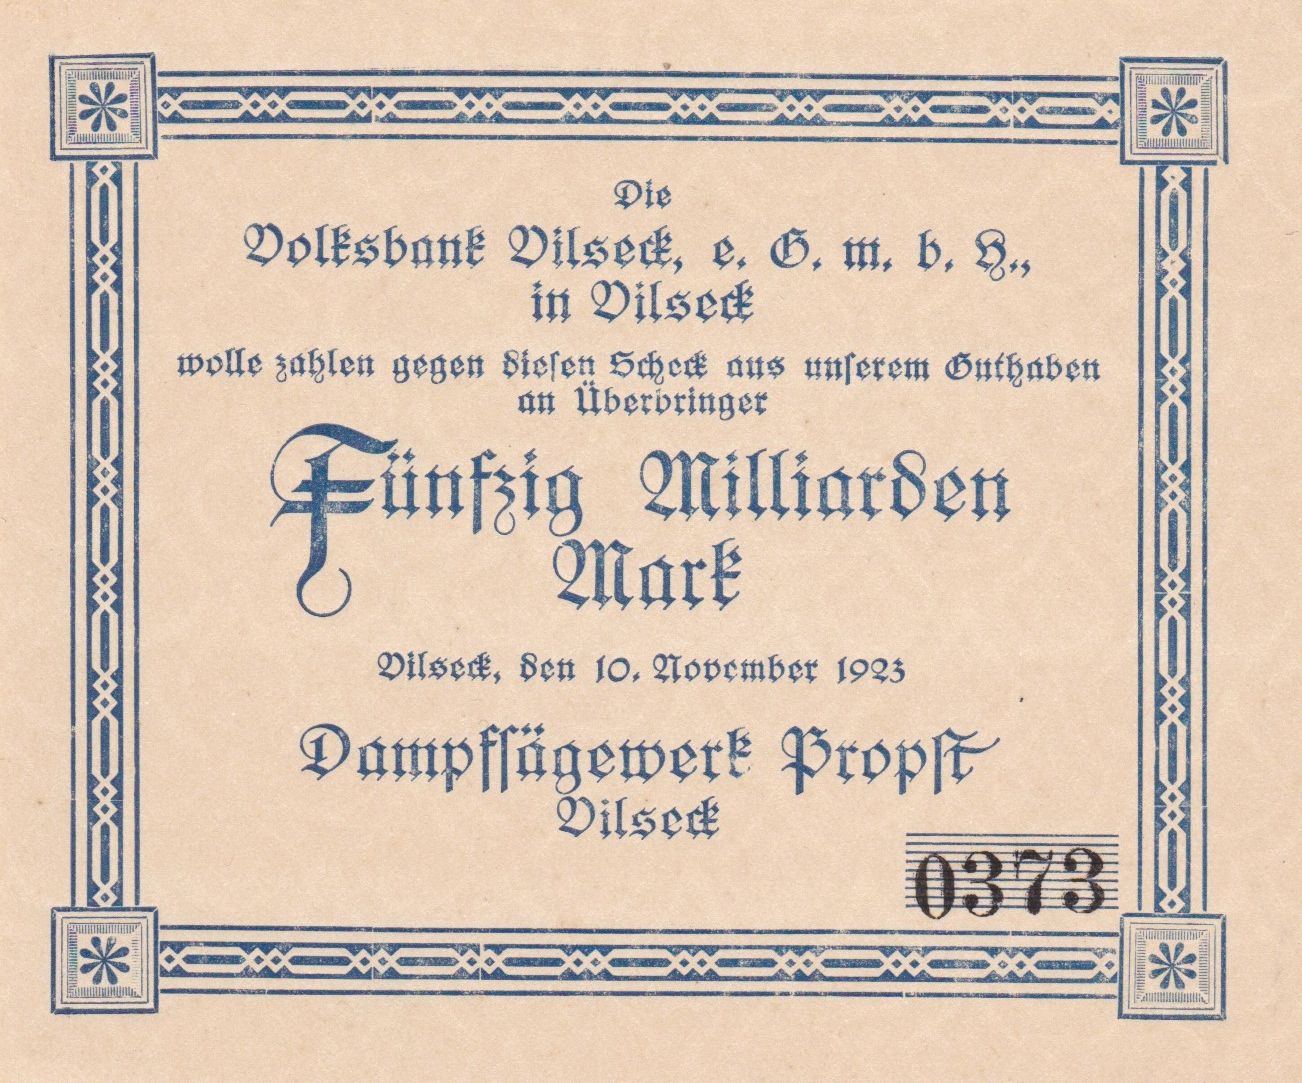 Die
Volksbank Vilseck, e. G. m. b. H.,
in Vilseck
wolle zahlen gegen diesen Scheck aus unserem Guthaben
an Überbringer
Fünfzig Milliarden
Mark
Vilseck, den 10. November 1923
Dampfsägewerk Propst
Vilseck
0373